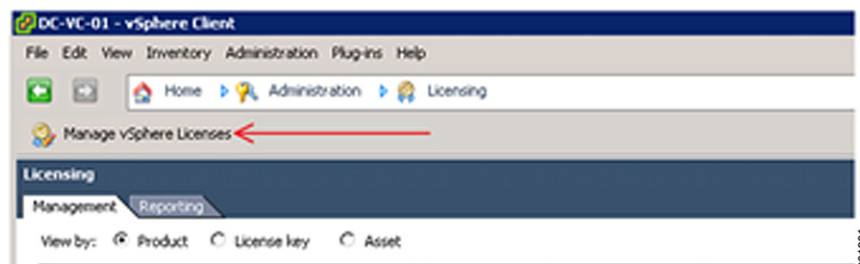 DC-VC-01 - vSphere Client
File Edit View Inventory Administration Plug-ins Help
Home Administration Licensing
Manage vSphere Licenses
Licensing
Management Reporting
View by: Product License key Asset